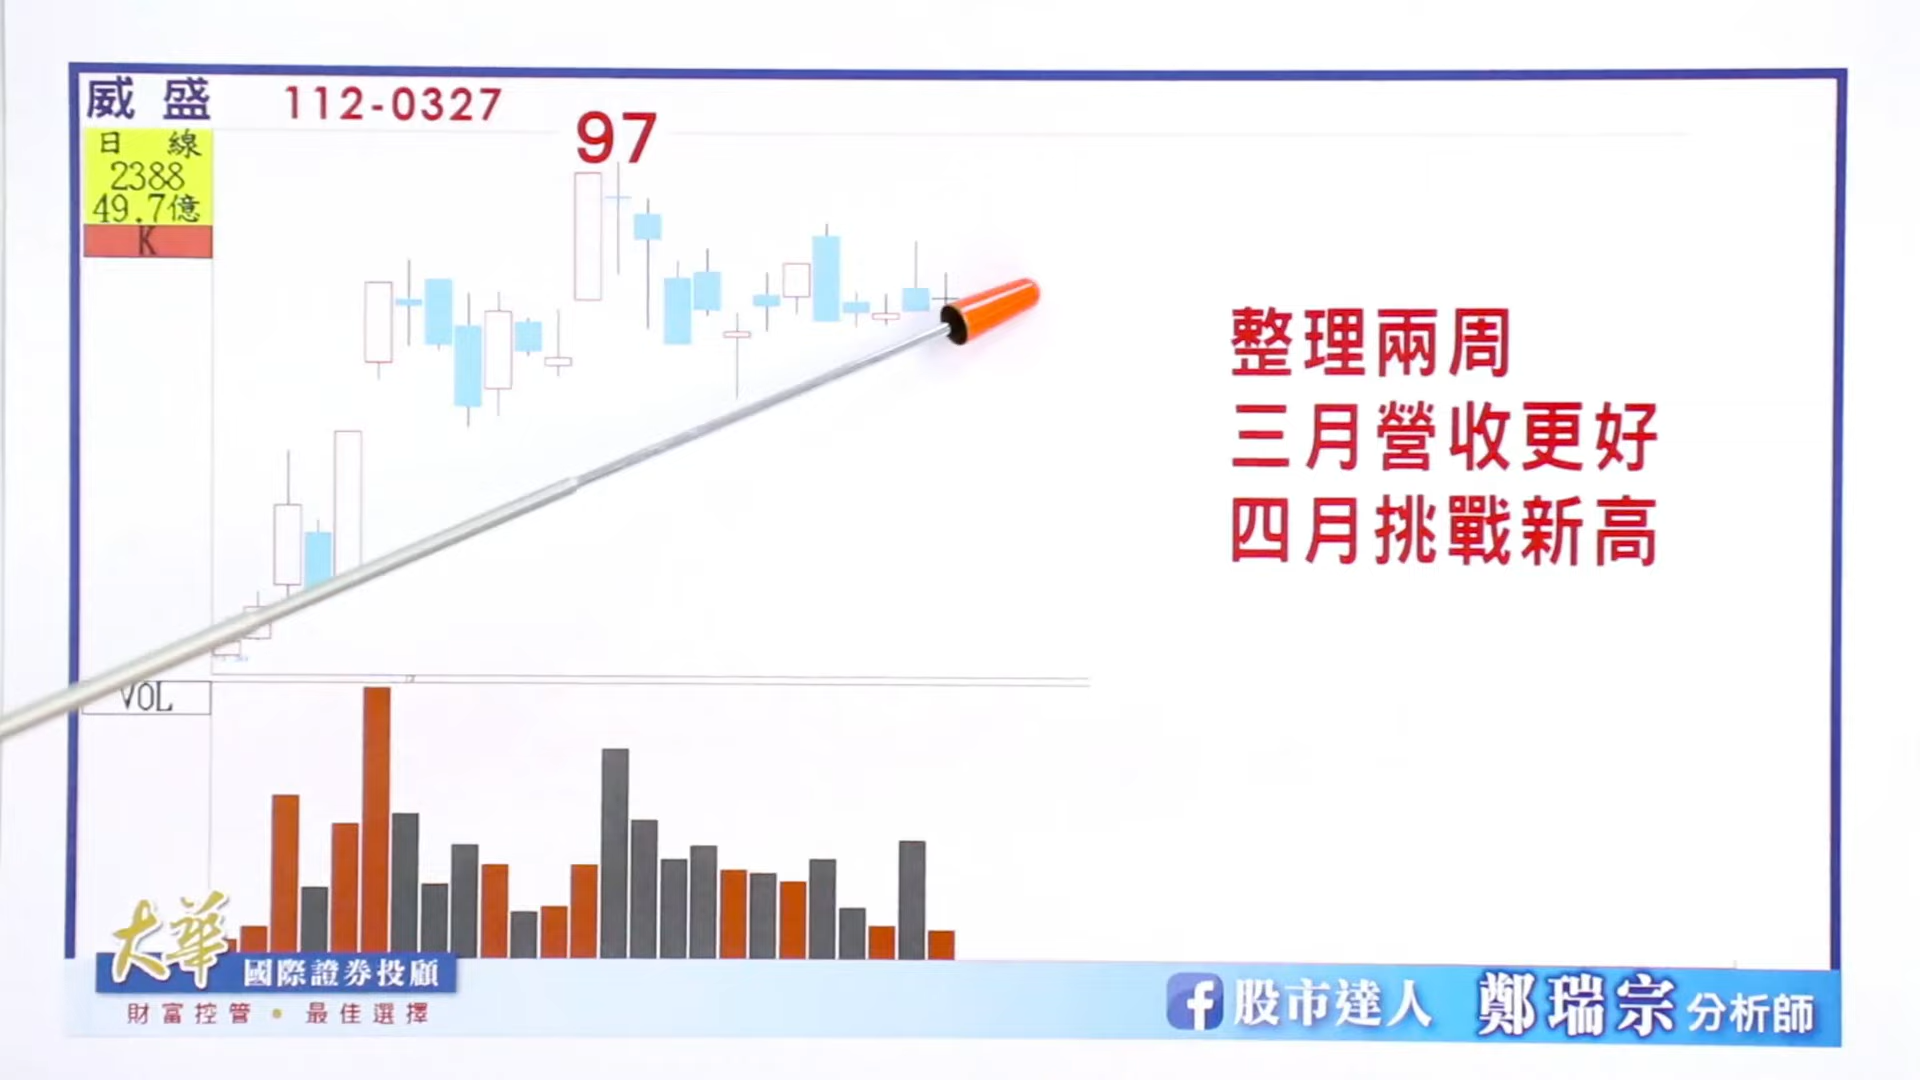 威盛 112-0327
97
日線
2388
49.7億
K
整理兩周
三月營收更好
四月挑戰新高
VOL
大華
國際證券投顧
財富控管•最佳選擇
股市達人 鄭瑞宗 分析師